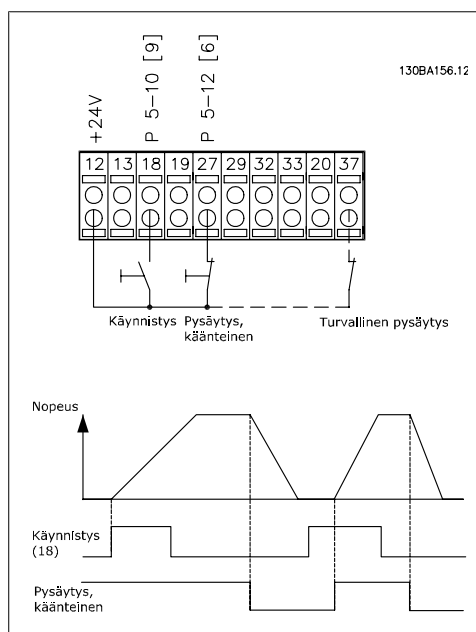 130BA156.12
+24V
P 5-10 [9]
P 5-12 [6]
12 13 18 19 27 29 32 33 20 37
Käynnistys
Pysäytys,
käänteinen
Turvallinen pysäytys
Nopeus
Käynnistys
(18)
Pysäytys,
käänteinen